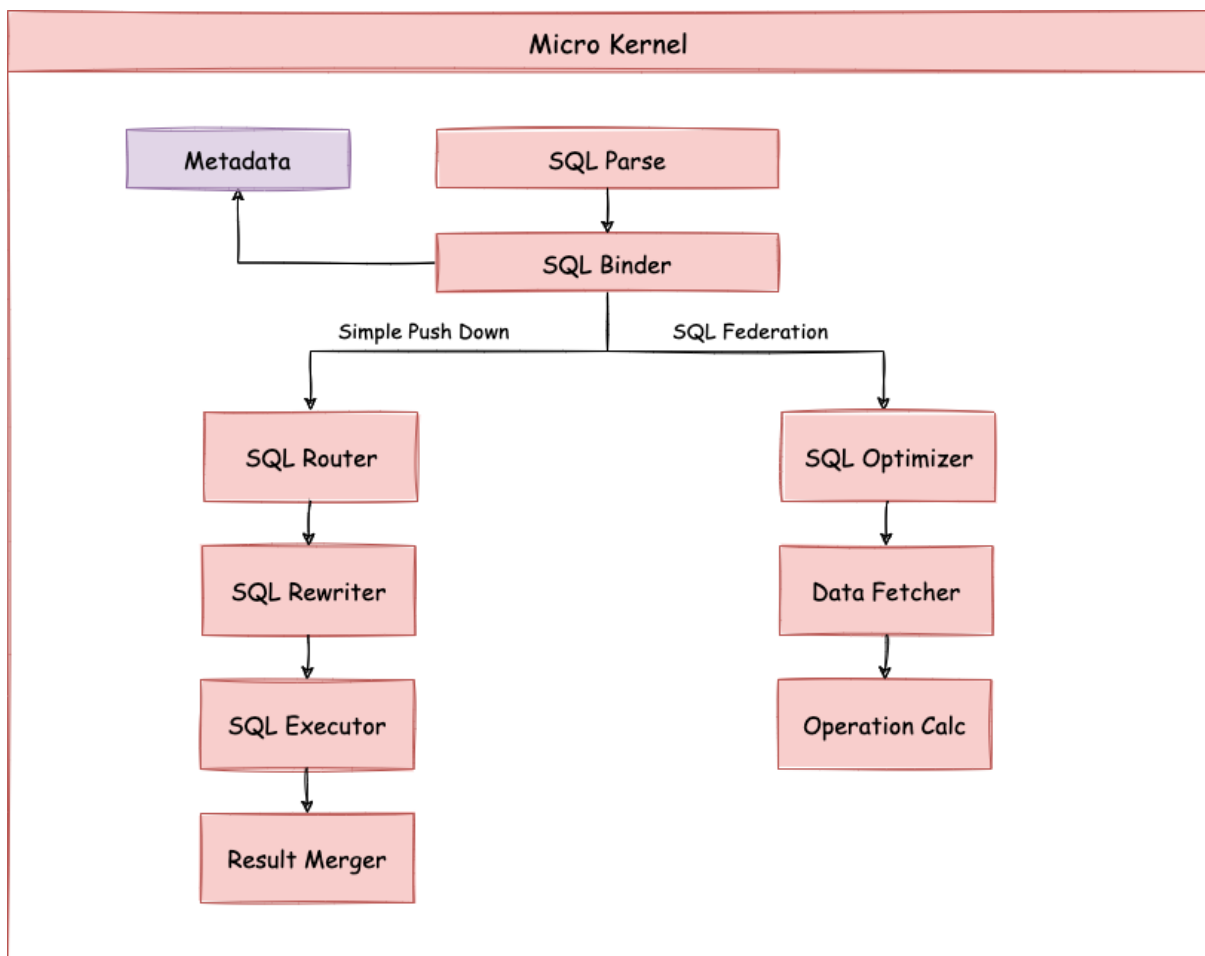 Micro Kernel
Metadata
SQL Parse
SQL Binder
Simple Push Down
SQL Federation
SQL Router
SQL Optimizer
SQL Rewriter
Data Fetcher
SQL Executor
Operation Calc
Result Merger